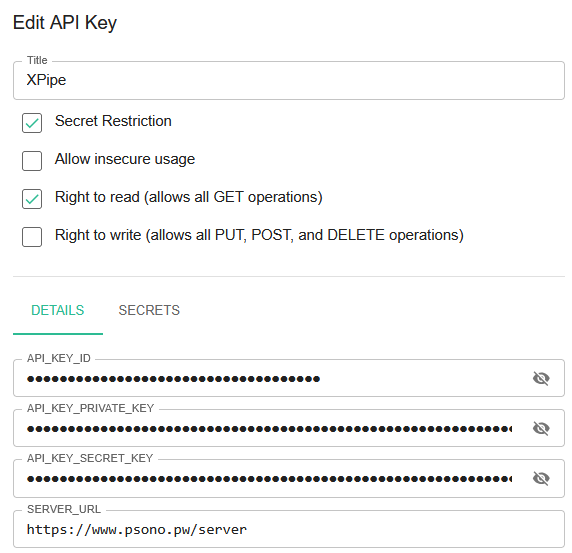 Edit API Key
Title
XPipe
Secret Restriction
Allow insecure usage
Right to read (allows all GET operations)
Right to write (allows all PUT, POST, and DELETE operations)
DETAILS SECRETS
API_KEY_ID
API_KEY_PRIVATE_KEY
API_KEY_SECRET_KEY
SERVER_URL
https://www.psono.pw/server